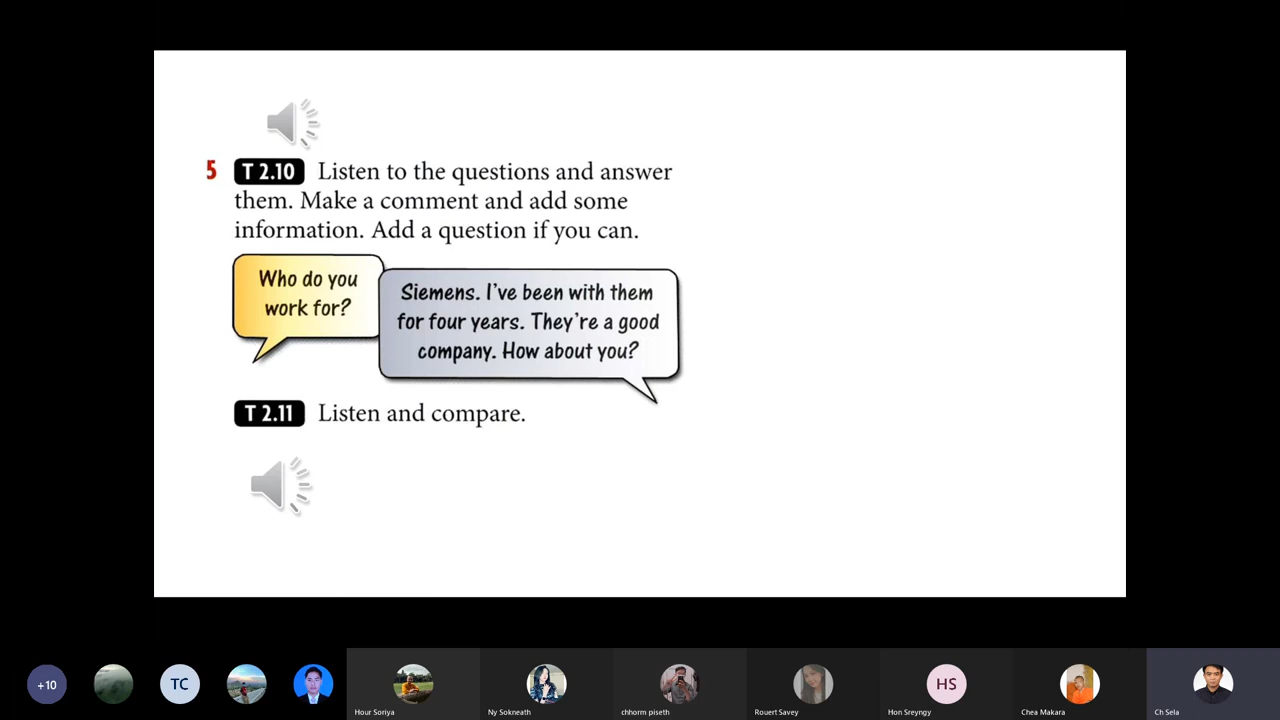 5 T 2.10 Listen to the questions and answer
them. Make a comment and add some
information. Add a question if you can.
Who do you
work for?
Siemens. I've been with them
for four years. They're a good
company. How about you?
T 2.11 Listen and compare.
+10
TC
HS
Hour Soriya
Ny Sokneath
chhorm piseth
Rouert Savey
Hon Sreyngy
Chea Makara
Ch Sela